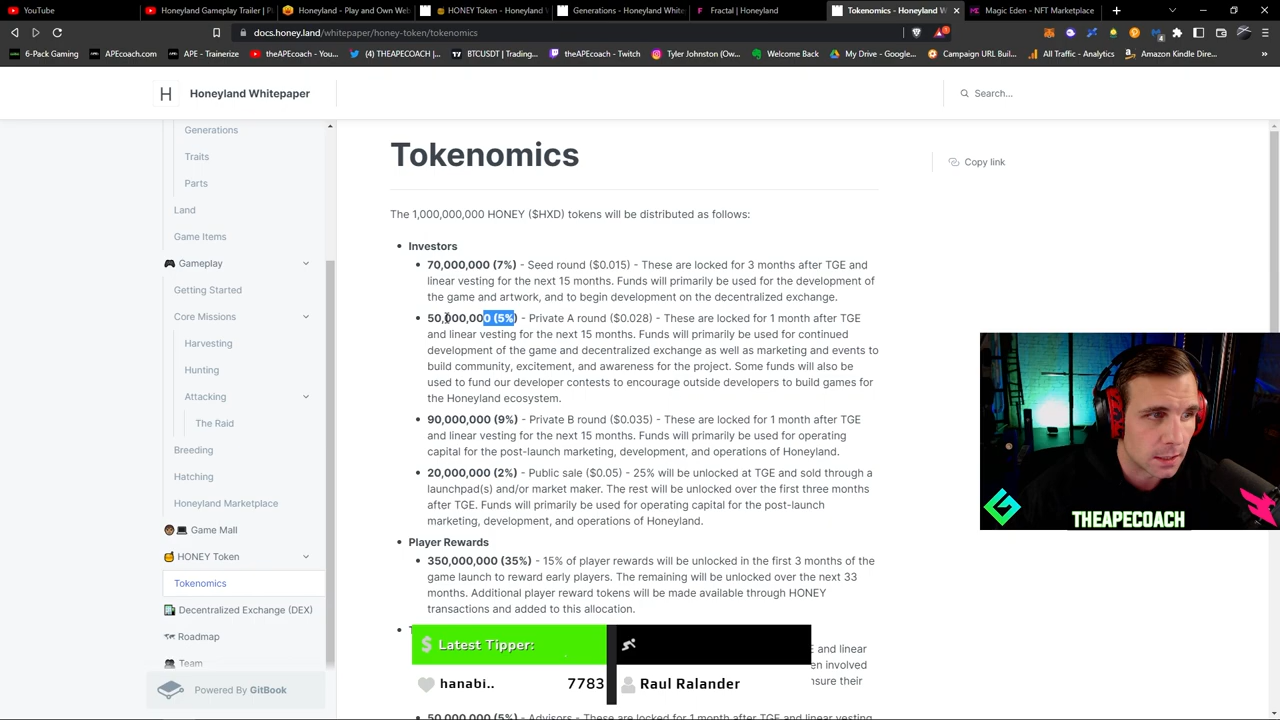 YouTube
Honeyland Gameplay Trailer | P
Honeyland - Play and Own Web
HONEY Token - Honeyland W
Generations - Honeyland White
Fractal | Honeyland
Tokenomics - Honeyland W
Magic Eden - NFT Marketplace
docs.honey.land/whitepaper/honey-token/tokenomics
6-Pack Gaming
APEcoach.com
APE - Trainerize
theAPEcoach - You...
(4) THEAPECOACH...
BTCUSDT | Trading...
theAPEcoach - Twitch
Tyler Johnston (Ow...
Welcome Back
My Drive - Google...
Campaign URL Buil...
All Traffic - Analytics
Amazon Kindle Dire...
H
Honeyland Whitepaper
Search...
Generations
Traits
Parts
Land
Game Items
Gameplay
Getting Started
Core Missions
Harvesting
Hunting
Attacking
The Raid
Breeding
Hatching
Honeyland Marketplace
Game Mall
HONEY Token
Tokenomics
Decentralized Exchange (DEX)
Roadmap
Team
Powered By GitBook
Tokenomics
Copy link
The 1,000,000,000 HONEY ($HXD) tokens will be distributed as follows:
Investors
70,000,000 (7%) - Seed round ($0.015) - These are locked for 3 months after TGE and
linear vesting for the next 15 months. Funds will primarily be used for the development of
the game and artwork, and to begin development on the decentralized exchange.
50,000,000 (5%) - Private A round ($0.028) - These are locked for 1 month after TGE
and linear vesting for the next 15 months. Funds will primarily be used for continued
development of the game and decentralized exchange as well as marketing and events to
build community, excitement, and awareness for the project. Some funds will also be
used to fund our developer contests to encourage outside developers to build games for
the Honeyland ecosystem.
90,000,000 (9%) - Private B round ($0.035) - These are locked for 1 month after TGE
and linear vesting for the next 15 months. Funds will primarily be used for operating
capital for the post-launch marketing, development, and operations of Honeyland.
20,000,000 (2%) - Public sale ($0.05) - 25% will be unlocked at TGE and sold through a
launchpad(s) and/or market maker. The rest will be unlocked over the first three months
after TGE. Funds will primarily be used for operating capital for the post-launch
marketing, development, and operations of Honeyland.
Player Rewards
350,000,000 (35%) - 15% of player rewards will be unlocked in the first 3 months of the
game launch to reward early players. The remaining will be unlocked over the next 33
months. Additional player reward tokens will be made available through HONEY
transactions and added to this allocation.
E and linear
en involved
nsure their
50,000,000 (5%) - Advisors - These are locked for 1 month after TGE and linear vesting
$ Latest Tipper:
hanabi.. 7783
Raul Ralander
THEAPECOACH